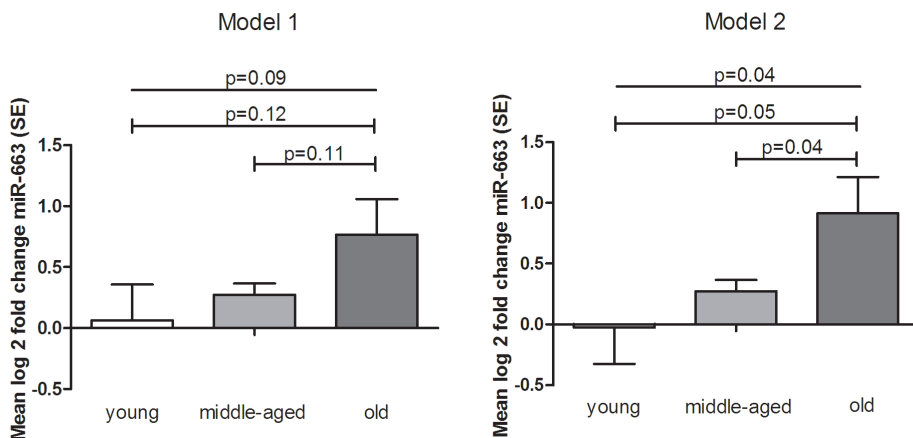 Model 1
p=0.09
p=0.12
p=0.11
Mean log 2 fold change miR-663 (SE)
1.5
1.0
0.5
0.0
-0.5
young
middle-aged
old
Model 2
p=0.04
p=0.05
p=0.04
Mean log 2 fold change miR-663 (SE)
1.5
1.0
0.5
0.0
-0.5
young
middle-aged
old